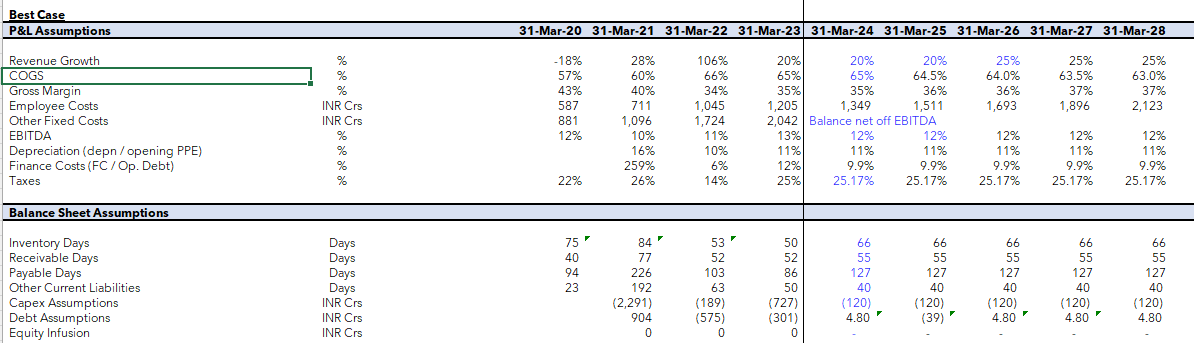 Best Case
P&L Assumptions 31-Mar-20 31-Mar-21 31-Mar-22 31-Mar-23 31-Mar-24 31-Mar-25 31-Mar-26 31-Mar-27 31-Mar-28
Revenue Growth % -18% 28% 106% 20% 20% 20% 25% 25% 25%
COGS % 57% 60% 66% 65% 65% 64.5% 64.0% 63.5% 63.0%
Gross Margin % 43% 40% 34% 35% 35% 36% 36% 37% 37%
Employee Costs INR Crs 587 711 1,045 1,205 1,349 1,511 1,693 1,896 2,123
Other Fixed Costs INR Crs 881 1,096 1,724 2,042 Balance net off EBITDA
EBITDA % 12% 10% 11% 13% 12% 12% 12% 12% 12%
Depreciation (depn / opening PPE) % 16% 10% 11% 11% 11% 11% 11% 11%
Finance Costs (FC / Op. Debt) % 259% 6% 12% 9.9% 9.9% 9.9% 9.9% 9.9%
Taxes % 22% 26% 14% 25% 25.17% 25.17% 25.17% 25.17% 25.17%
Balance Sheet Assumptions
Inventory Days Days 75 84 53 50 66 66 66 66 66
Receivable Days Days 40 77 52 52 55 55 55 55 55
Payable Days Days 94 226 103 86 127 127 127 127 127
Other Current Liabilities Days 23 192 63 50 40 40 40 40 40
Capex Assumptions INR Crs (2,291) (189) (727) (120) (120) (120) (120) (120)
Debt Assumptions INR Crs 904 (575) (301) 4.80 (39) 4.80 4.80 4.80
Equity Infusion INR Crs 0 0 0 - - - - -